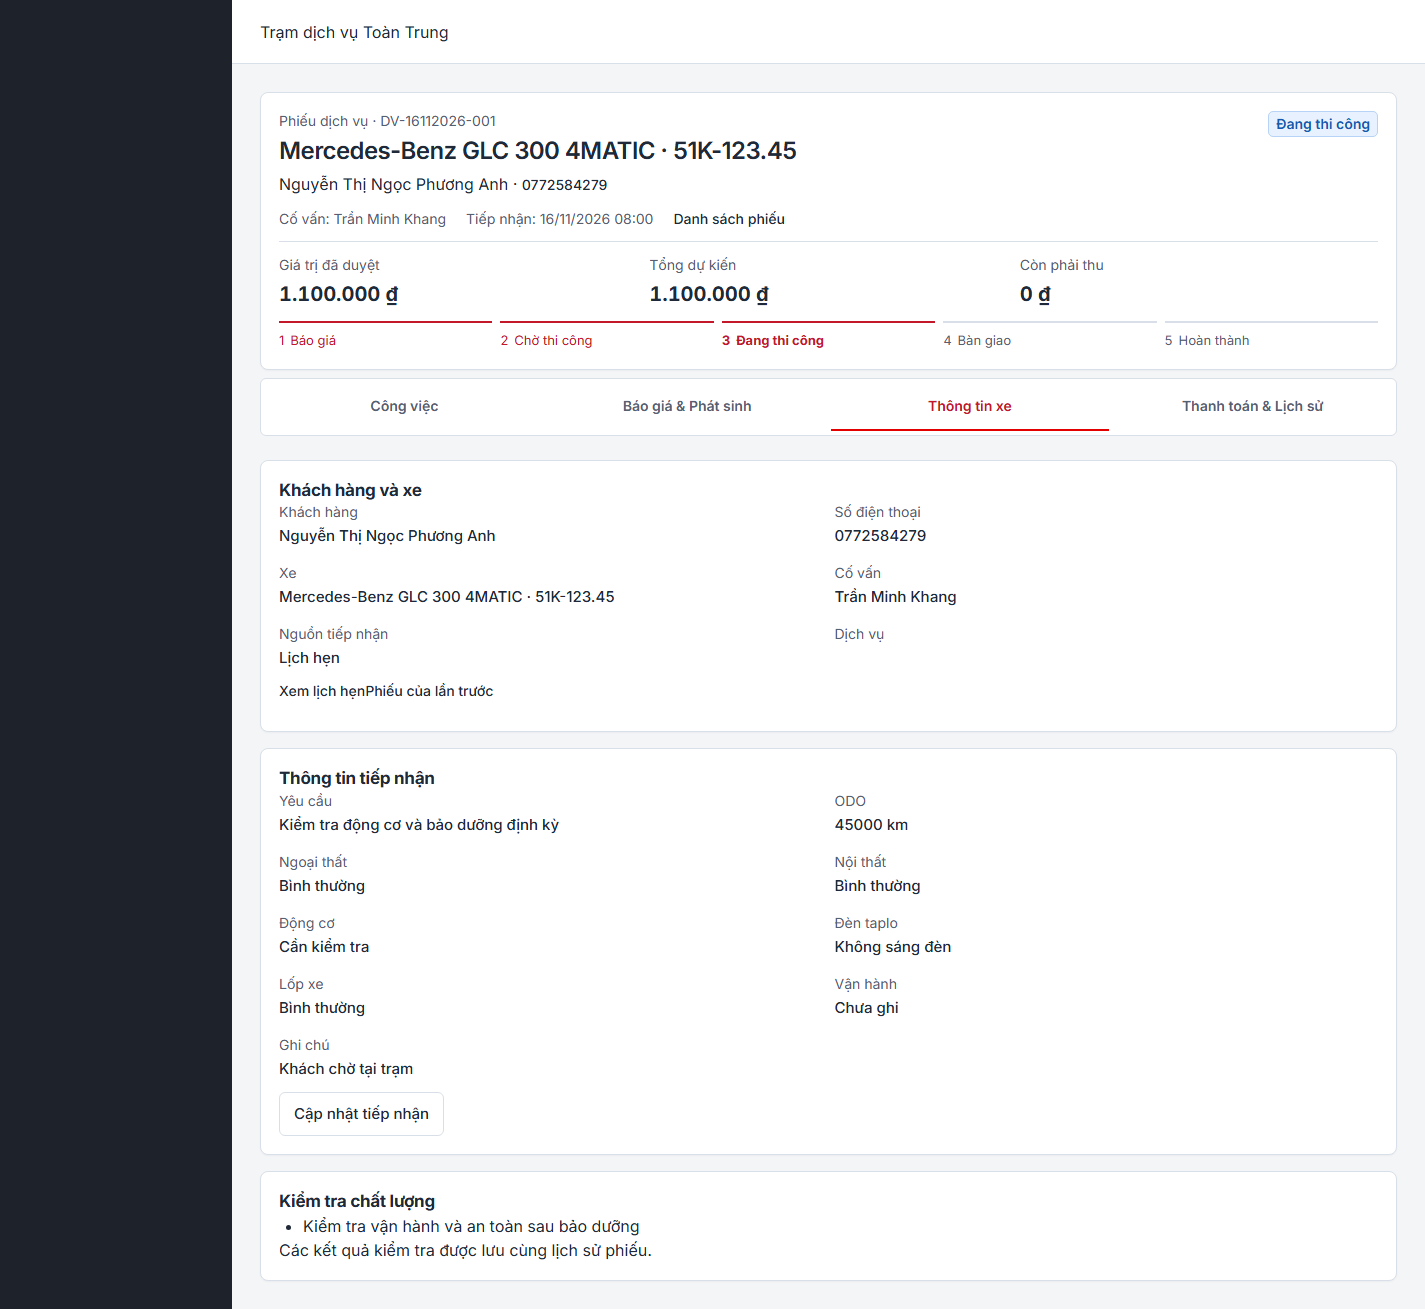 Trạm dịch vụ Toàn Trung
Phiếu dịch vụ · DV-16112026-001
Đang thi công
Mercedes-Benz GLC 300 4MATIC · 51K-123.45
Nguyễn Thị Ngọc Phương Anh · 0772584279
Cố vấn: Trần Minh Khang Tiếp nhận: 16/11/2026 08:00 Danh sách phiếu
Giá trị đã duyệt Tổng dự kiến Còn phải thu
1.100.000 ₫ 1.100.000 ₫ 0 ₫
1 Báo giá 2 Chờ thi công 3 Đang thi công 4 Bàn giao 5 Hoàn thành
Công việc Báo giá & Phát sinh Thông tin xe Thanh toán & Lịch sử
Khách hàng và xe
Khách hàng Số điện thoại
Nguyễn Thị Ngọc Phương Anh 0772584279
Xe Cố vấn
Mercedes-Benz GLC 300 4MATIC · 51K-123.45 Trần Minh Khang
Nguồn tiếp nhận Dịch vụ
Lịch hẹn
Xem lịch hẹnPhiếu của lần trước
Thông tin tiếp nhận
Yêu cầu ODO
Kiểm tra động cơ và bảo dưỡng định kỳ 45000 km
Ngoại thất Nội thất
Bình thường Bình thường
Động cơ Đèn taplo
Cần kiểm tra Không sáng đèn
Lốp xe Vận hành
Bình thường Chưa ghi
Ghi chú
Khách chờ tại trạm
Cập nhật tiếp nhận
Kiểm tra chất lượng
• Kiểm tra vận hành và an toàn sau bảo dưỡng
Các kết quả kiểm tra được lưu cùng lịch sử phiếu.